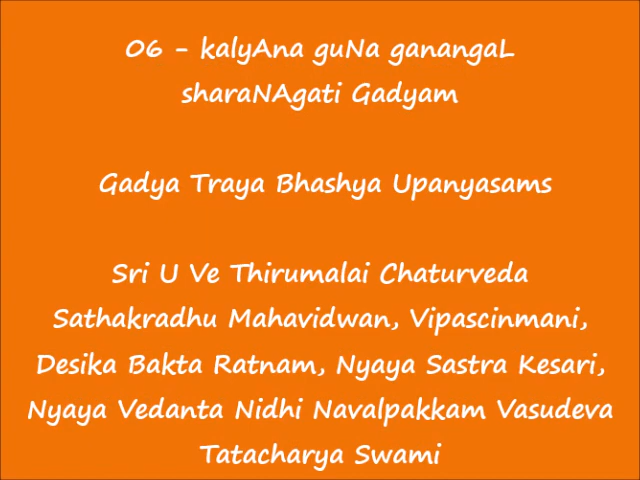 06 - kalyAna guNa ganangaL
sharaNAgati Gadyam
Gadya Traya Bhashya Upanyasams
Sri U Ve Thirumalai Chaturveda
Sathakradhu Mahavidwan, Vipascinmani,
Desika Bakta Ratnam, Nyaya Sastra Kesari,
Nyaya Vedanta Nidhi Navalpakkam Vasudeva
Tatacharya Swami